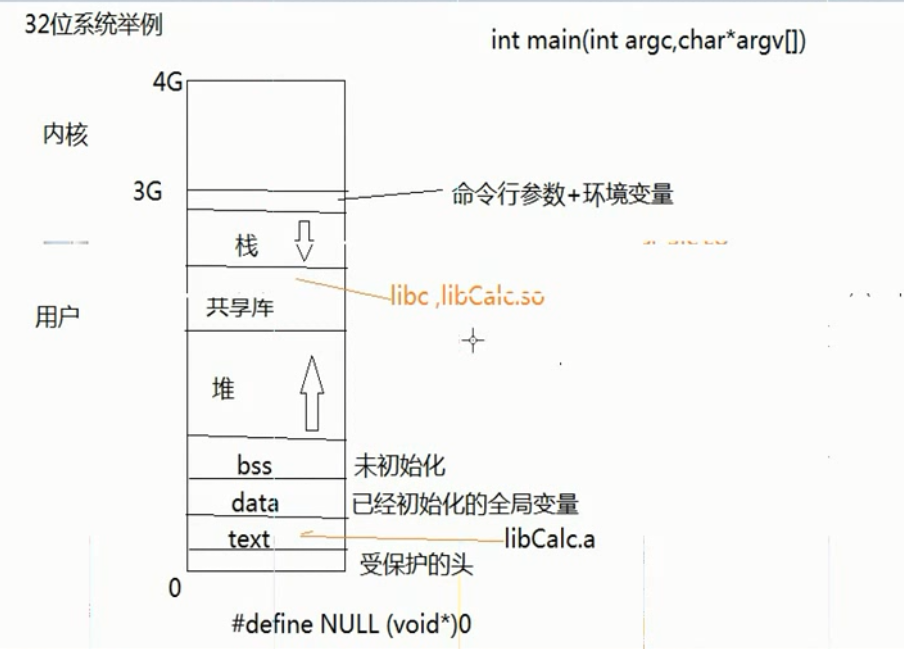 32位系统举例
int main(int argc,char*argv[])
4G
内核
3G
命令行参数+环境变量
栈
libc ,libCalc.so
共享库
用户
堆
bss 未初始化
data 已经初始化的全局变量
text libCalc.a
受保护的头
0
#define NULL (void*)0